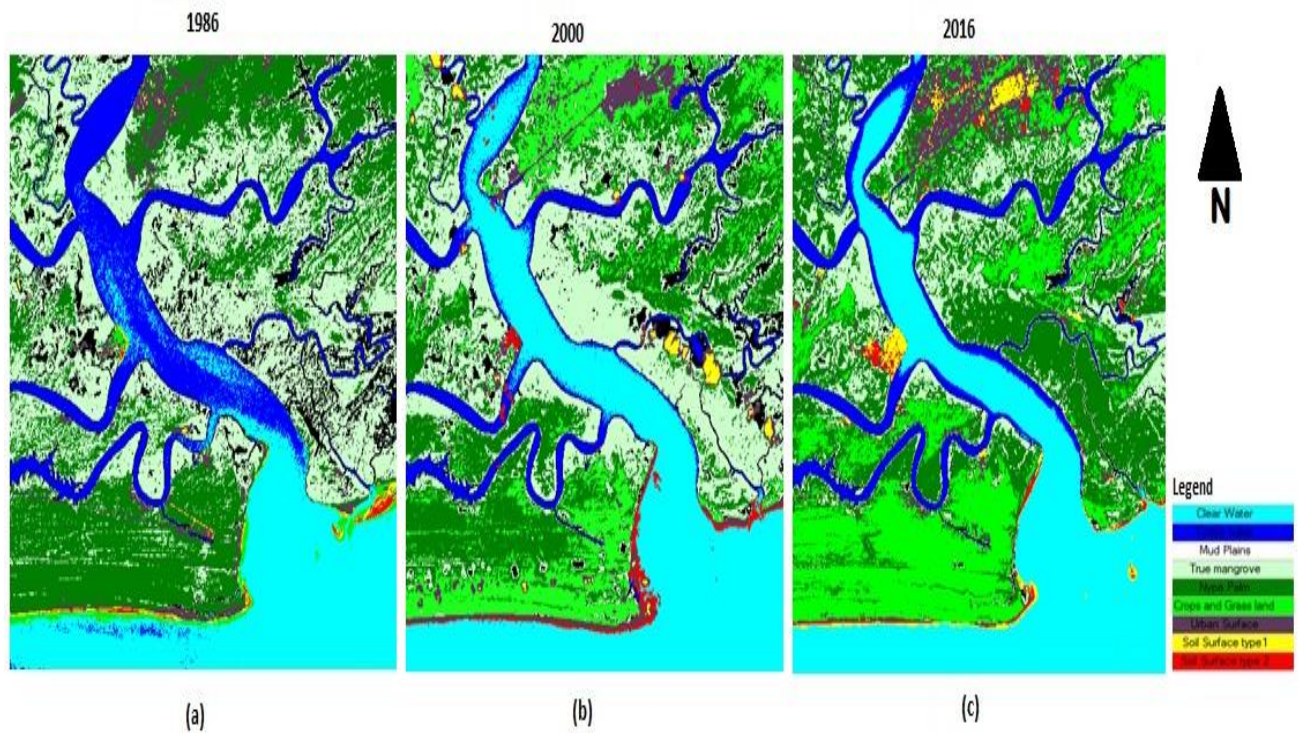 1986
2000
2016
N
Legend
Clear Water
Mud Plains
True mangrove
Nypa Palm
Crops and Grass land
Urban Surface
Soil Surface type1
Soil Surface type 2
(a)
(b)
(c)